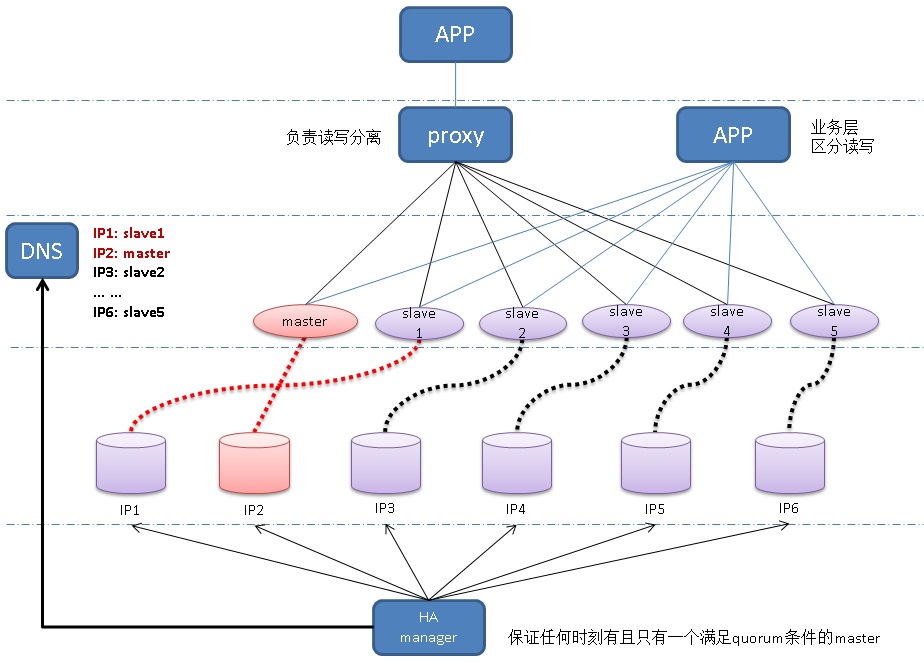 APP
负责读写分离
proxy
APP
业务层
区分读写
DNS
IP1: slave1
IP2: master
IP3: slave2
... ...
IP6: slave5
master
slave
1
slave
2
slave
3
slave
4
slave
5
IP1
IP2
IP3
IP4
IP5
IP6
HA
manager
保证任何时刻有且只有一个满足quorum条件的master